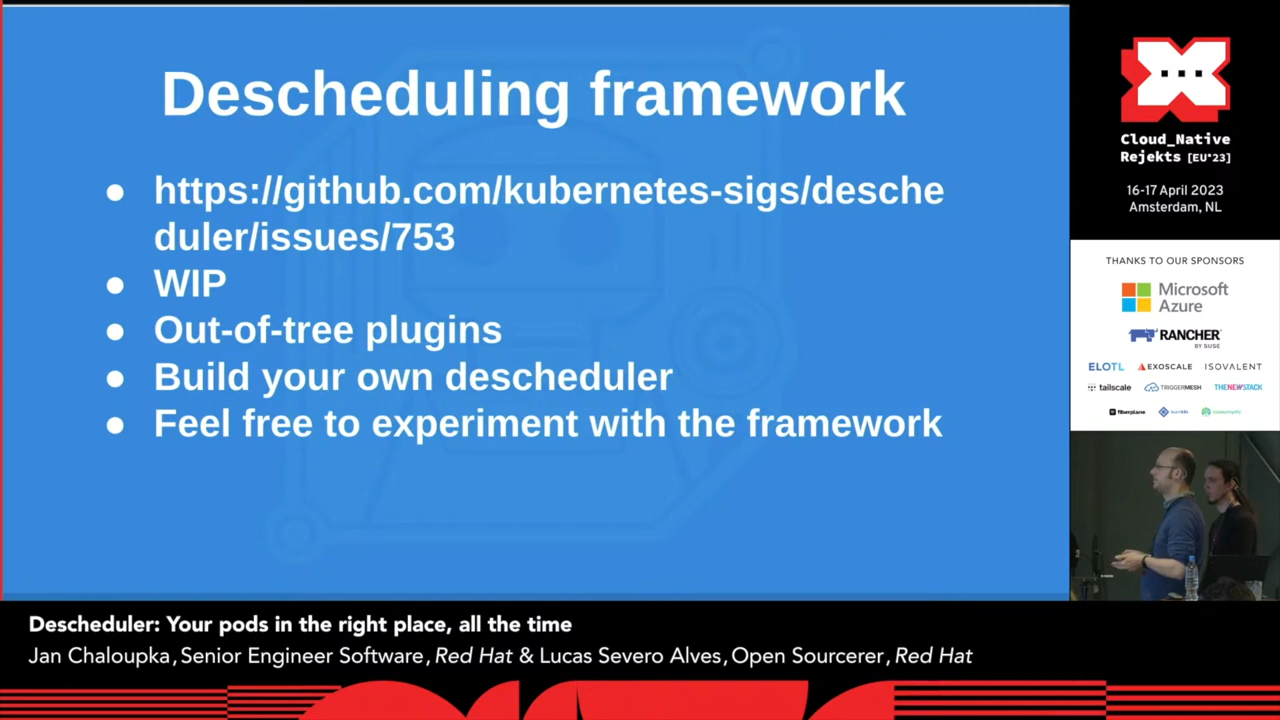 Descheduling framework
● https://github.com/kubernetes-sigs/desche
duler/issues/753
● WIP
● Out-of-tree plugins
● Build your own descheduler
● Feel free to experiment with the framework
Cloud_Native
Rejekts [EU*23]
16-17 April 2023
Amsterdam, NL
THANKS TO OUR SPONSORS
Microsoft
Azure
RANCHER
BY SUSE
ELOTL EXOSCALE ISOVALENT
tailscale TRIGGERMESH THENEWSTACK
fiberplane
Descheduler: Your pods in the right place, all the time
Jan Chaloupka, Senior Engineer Software, Red Hat & Lucas Severo Alves, Open Sourcerer, Red Hat